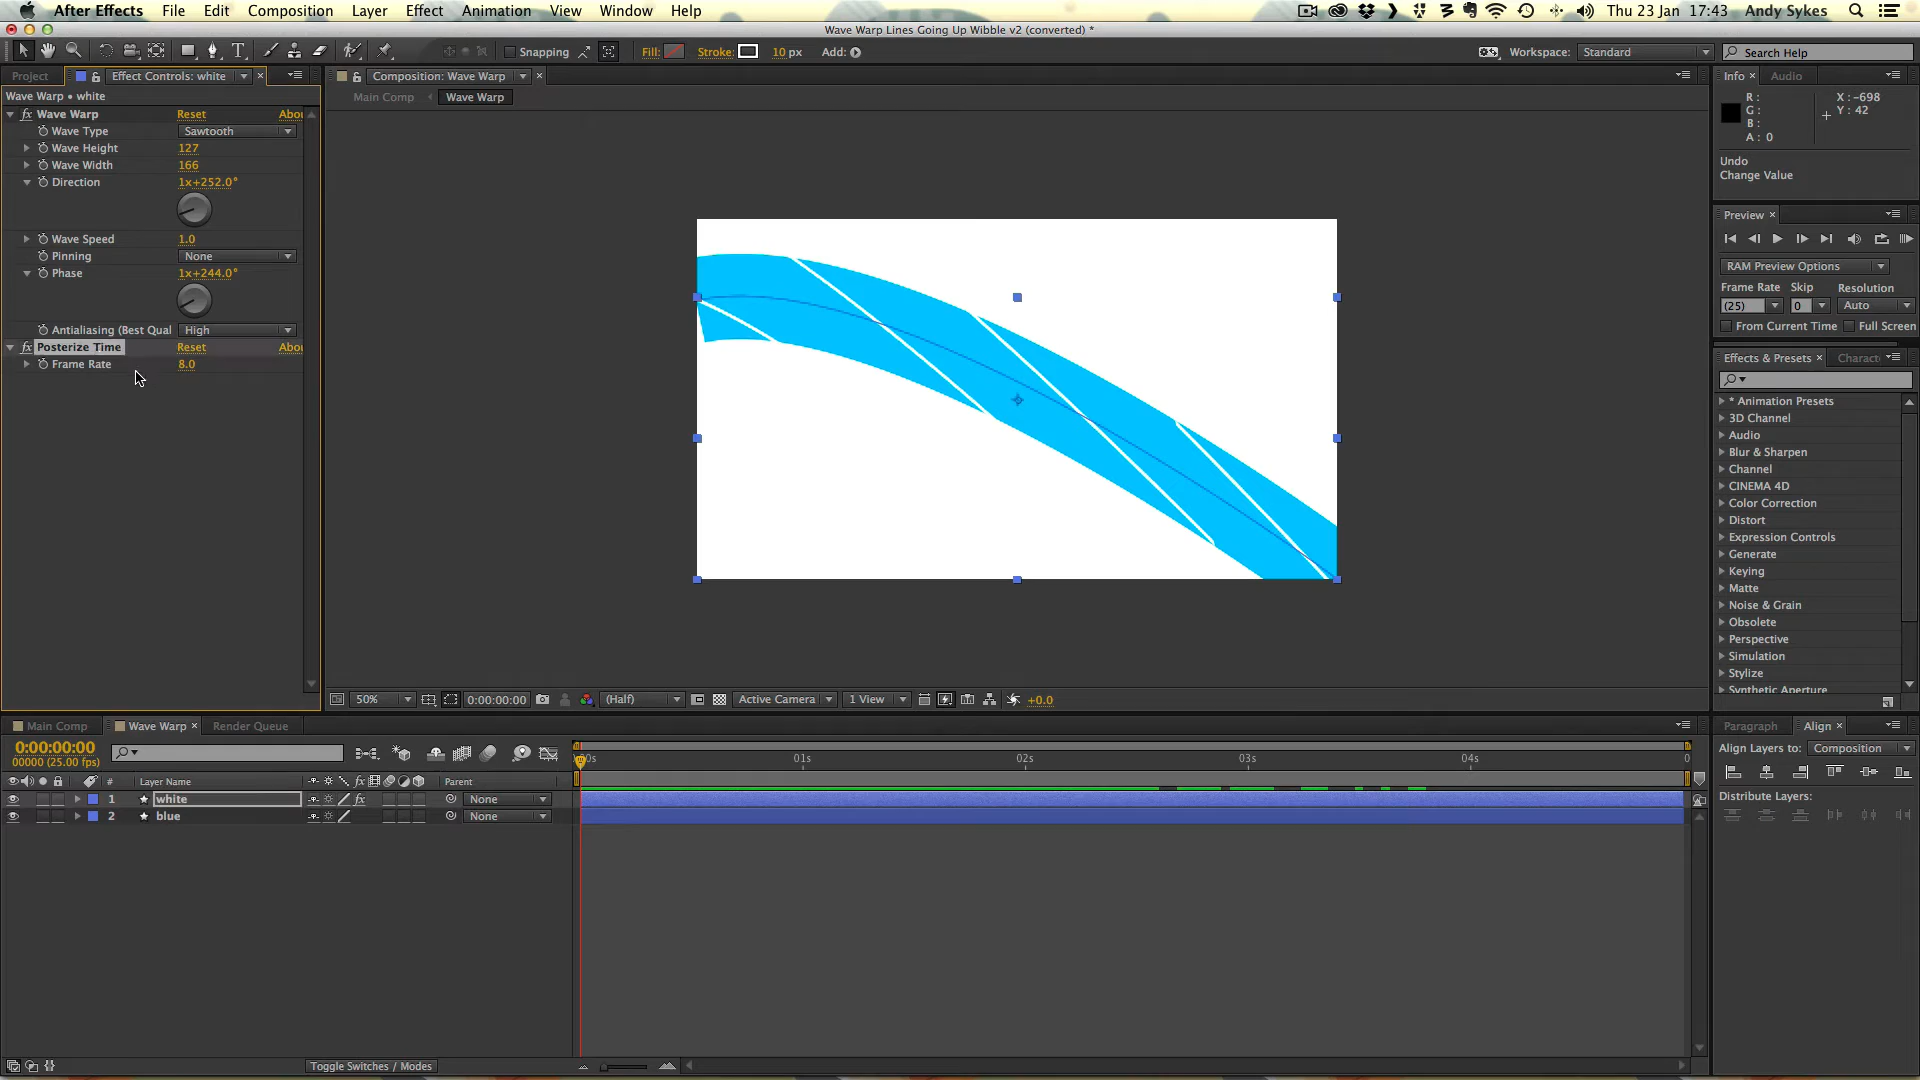 After Effects File Edit Composition Layer Effect Animation View Window Help Thu 23 Jan 17:43 Andy Sykes
Wave Warp Lines Going Up Wibble v2 (converted) *
Snapping Fill: Stroke: 10 px Add: Workspace: Standard Search Help
Project Effect Controls: white Composition: Wave Warp Info Audio
Wave Warp • white Main Comp Wave Warp
R: X: -698
G: Y: 42
B:
A: 0
Wave Warp Reset Abou
Wave Type Sawtooth
Wave Height 127
Wave Width 166
Direction 1x+252.0°
Wave Speed 1.0
Pinning None
Phase 1x+244.0°
Antialiasing (Best Qual High
Posterize Time Reset Abou
Frame Rate 8.0
Undo
Change Value
Preview
RAM Preview Options
Frame Rate Skip Resolution
(25) 0 Auto
From Current Time Full Screen
Effects & Presets Charact
* Animation Presets
3D Channel
Audio
Blur & Sharpen
Channel
CINEMA 4D
Color Correction
Distort
Expression Controls
Generate
Keying
Matte
Noise & Grain
Obsolete
Perspective
Simulation
Stylize
Synthetic Aperture
50% 0:00:00:00 (Half) Active Camera 1 View +0.0
Main Comp Wave Warp Render Queue
0:00:00:00
00000 (25.00 fps)
0s 01s 02s 03s 04s 0
# Layer Name Parent
1 white None
2 blue None
Toggle Switches / Modes
Paragraph Align
Align Layers to: Composition
Distribute Layers: